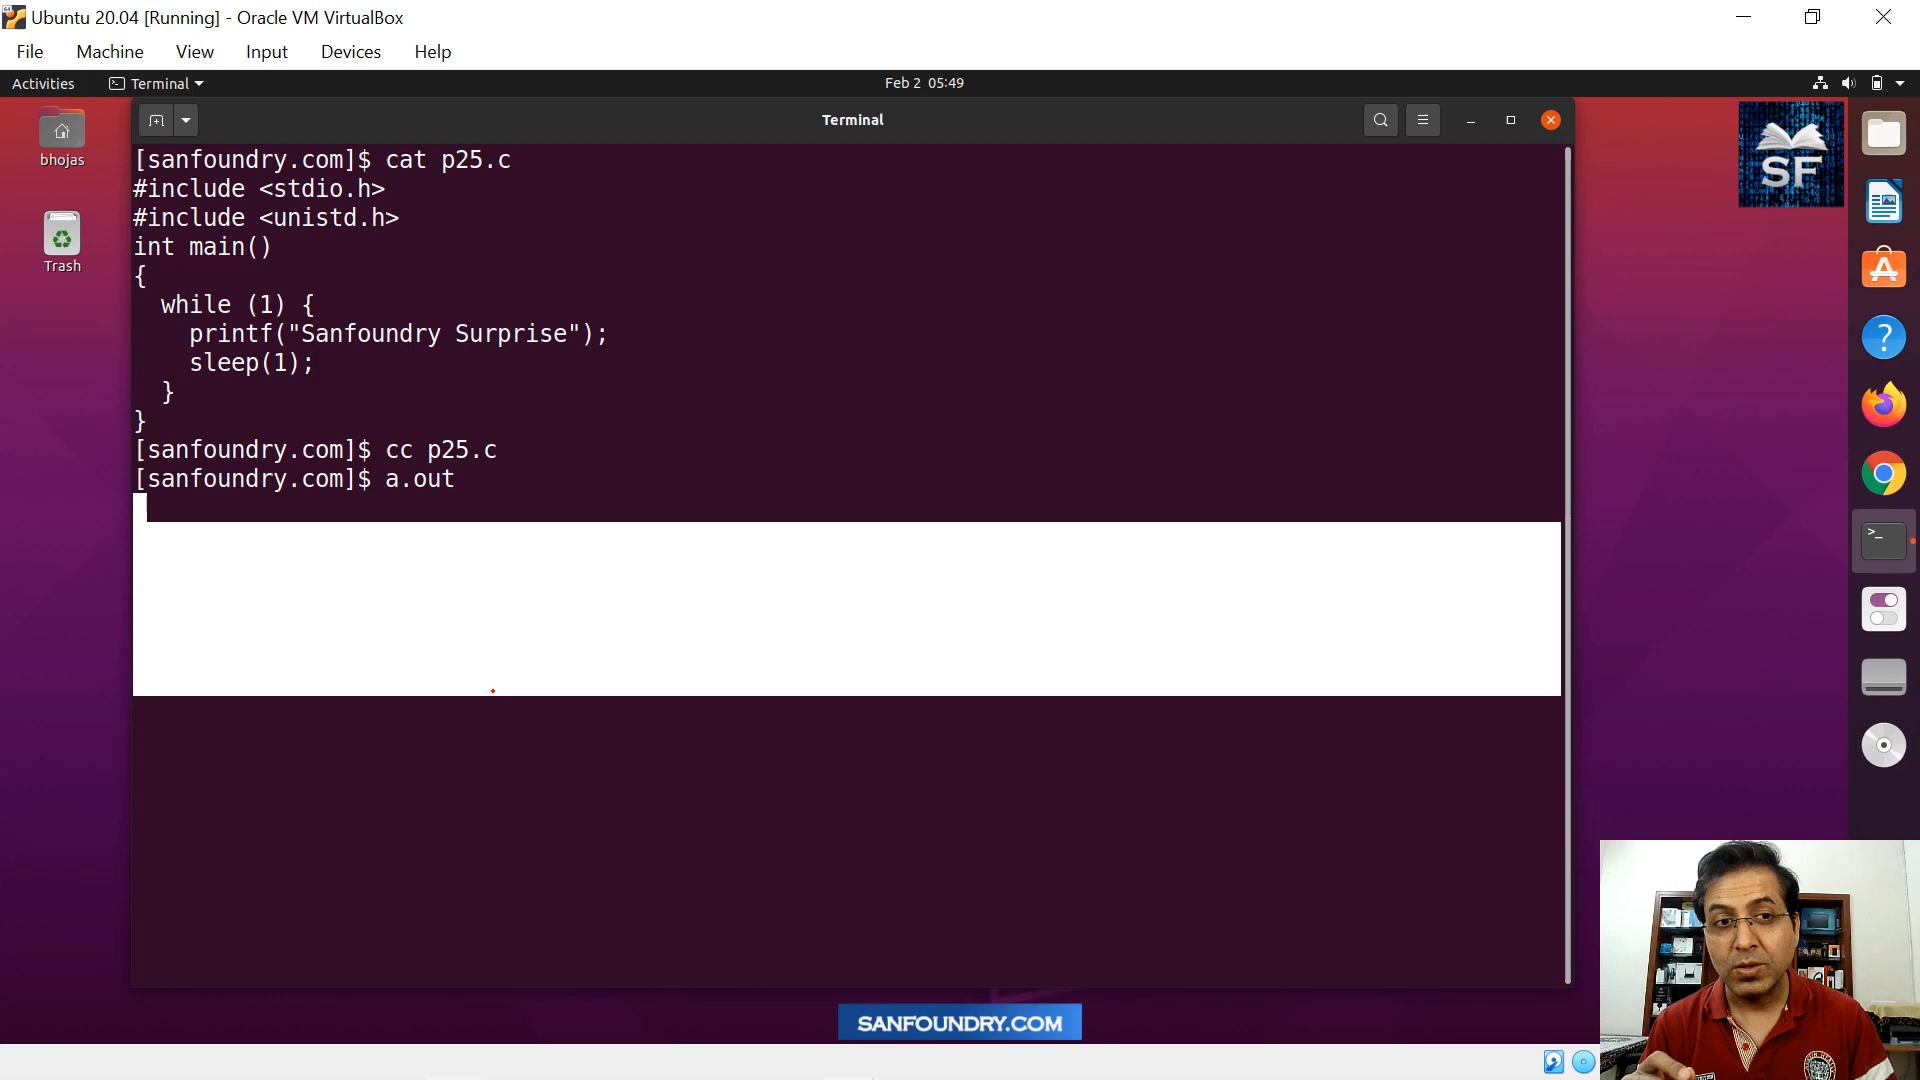 Ubuntu 20.04 [Running] - Oracle VM VirtualBox
File Machine View Input Devices Help
Activities Terminal Feb 2 05:49
Terminal
bhojas
Trash
[sanfoundry.com]$ cat p25.c
#include <stdio.h>
#include <unistd.h>
int main()
{
while (1) {
printf("Sanfoundry Surprise");
sleep(1);
}
}
[sanfoundry.com]$ cc p25.c
[sanfoundry.com]$ a.out
SF
SANFOUNDRY.COM